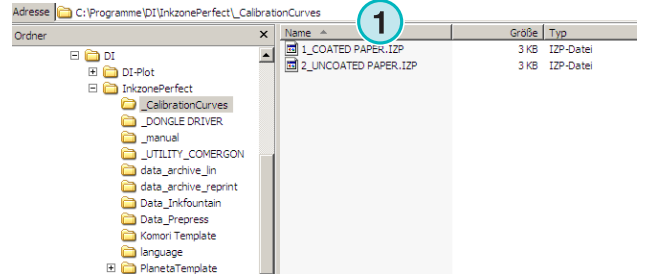 Adresse C:\Programme\DI\InkzonePerfect\_CalibrationCurves
1
Ordner x Name Größe Typ
DI 1_COATED PAPER.IZP 3 KB IZP-Datei
DI-Plot 2_UNCOATED PAPER.IZP 3 KB IZP-Datei
InkzonePerfect
_CalibrationCurves
_DONGLE DRIVER
_manual
_UTILITY_COMERGON
data_archive_lin
data_archive_reprint
Data_Inkfountain
Data_Prepress
Komori Template
language
PlanetaTemplate